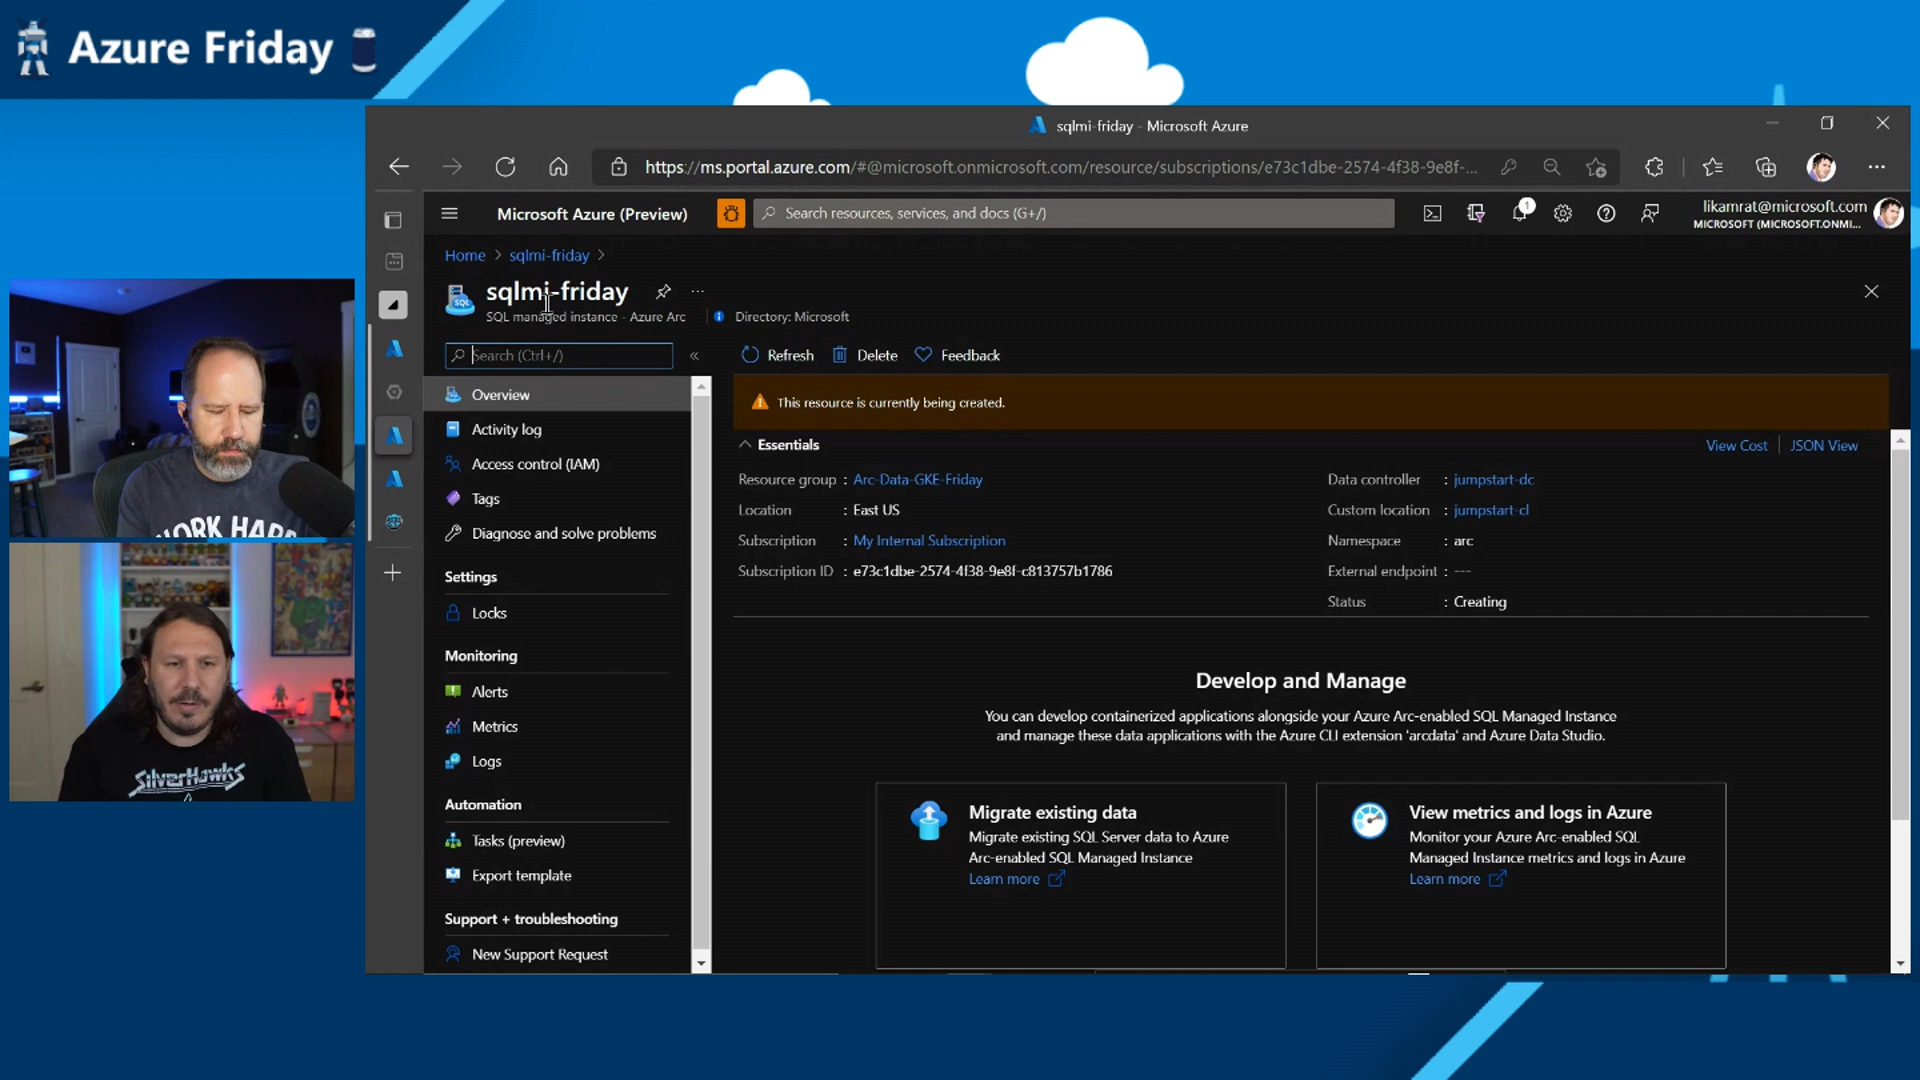 Azure Friday
sqlmi-friday - Microsoft Azure
https://ms.portal.azure.com/#@microsoft.onmicrosoft.com/resource/subscriptions/e73c1dbe-2574-4f38-9e8f-...
Microsoft Azure (Preview)
Search resources, services, and docs (G+/)
1
likamrat@microsoft.com
MICROSOFT (MICROSOFT.ONMI...
Home > sqlmi-friday >
sqlmi-friday
SQL
SQL managed instance - Azure Arc
Directory: Microsoft
Search (Ctrl+/)
Refresh
Delete
Feedback
Overview
Activity log
Access control (IAM)
Tags
Diagnose and solve problems
Settings
Locks
Monitoring
Alerts
Metrics
Logs
Automation
Tasks (preview)
Export template
Support + troubleshooting
New Support Request
This resource is currently being created.
Essentials
View Cost
JSON View
Resource group : Arc-Data-GKE-Friday
Location : East US
Subscription : My Internal Subscription
Subscription ID : e73c1dbe-2574-4f38-9e8f-c813757b1786
Data controller : jumpstart-dc
Custom location : jumpstart-cl
Namespace : arc
External endpoint : ---
Status : Creating
Develop and Manage
You can develop containerized applications alongside your Azure Arc-enabled SQL Managed Instance
and manage these data applications with the Azure CLI extension 'arcdata' and Azure Data Studio.
Migrate existing data
Migrate existing SQL Server data to Azure
Arc-enabled SQL Managed Instance
Learn more
View metrics and logs in Azure
Monitor your Azure Arc-enabled SQL
Managed Instance metrics and logs in Azure
Learn more
WORK HARD
SilverHawks